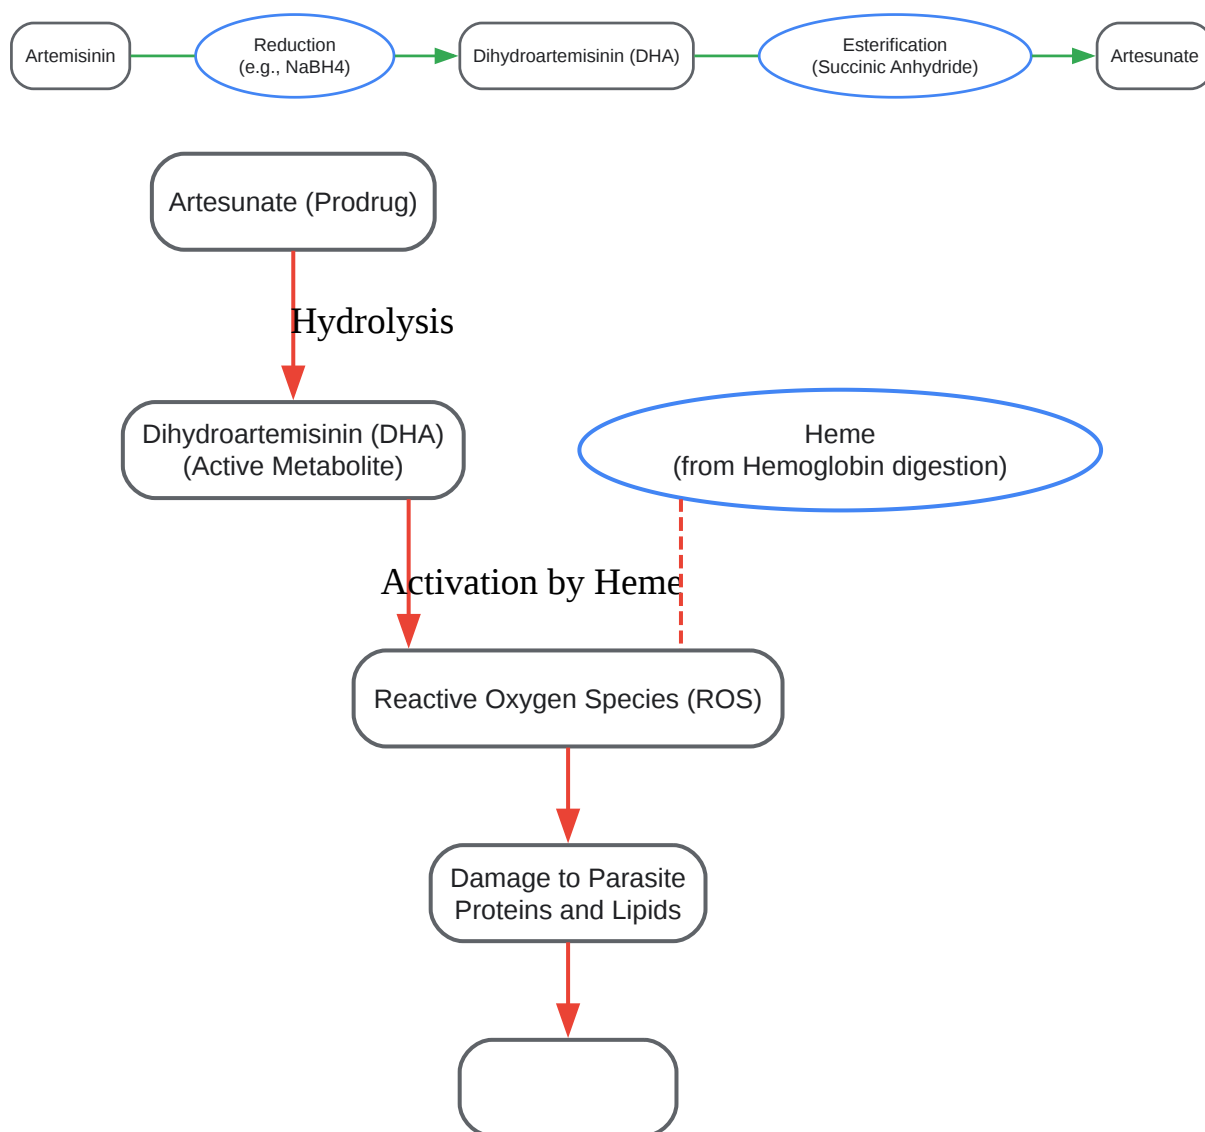 Artemisinin
Reduction
(e.g., NaBH4)
Dihydroartemisinin (DHA)
Esterification
(Succinic Anhydride)
Artesunate
Artesunate (Prodrug)
Hydrolysis
Dihydroartemisinin (DHA)
(Active Metabolite)
Heme
(from Hemoglobin digestion)
Activation by Heme
Reactive Oxygen Species (ROS)
Damage to Parasite
Proteins and Lipids